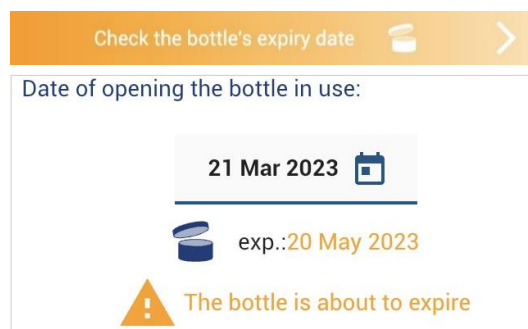 Check the bottle's expiry date
Date of opening the bottle in use:
21 Mar 2023
exp.:20 May 2023
The bottle is about to expire